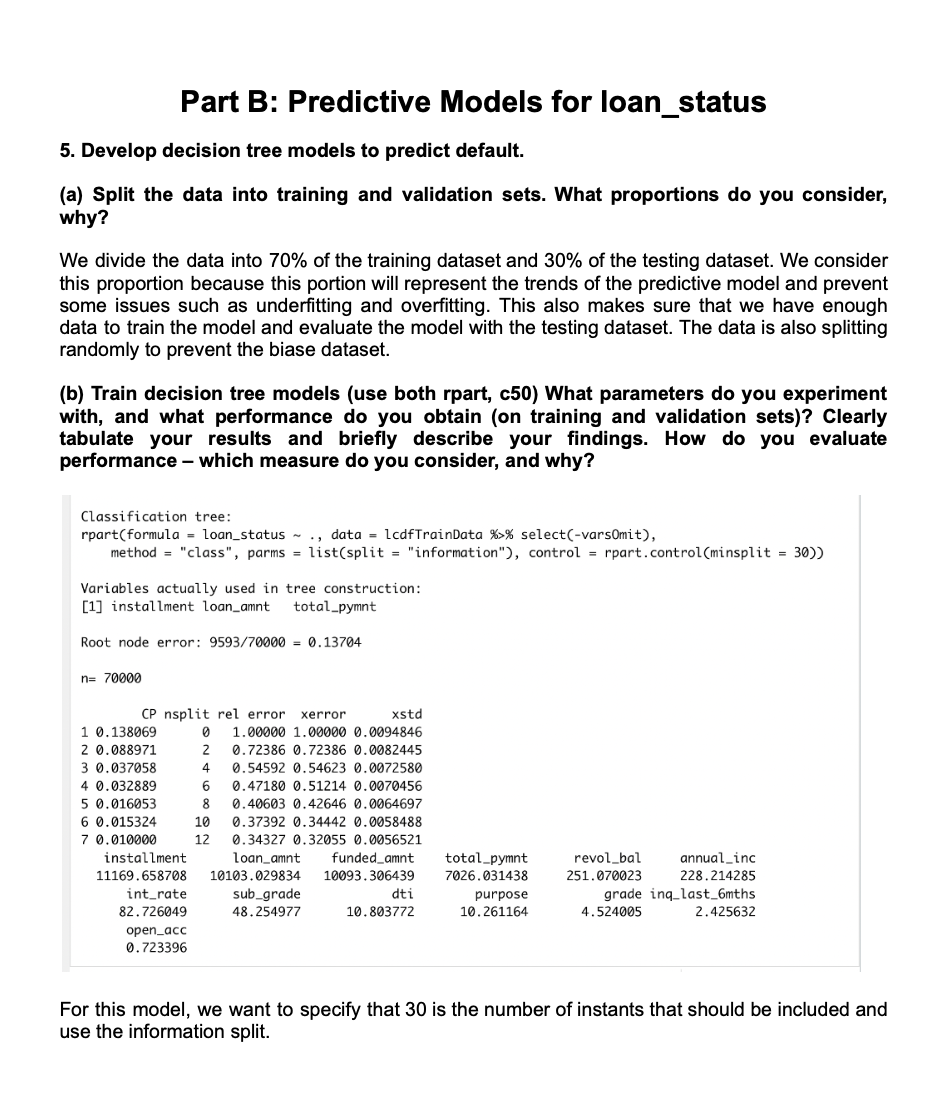 Part B: Predictive Models for loan_status
5. Develop decision tree models to predict default.
(a) Split the data into training and validation sets. What proportions do you consider,
why?
We divide the data into 70% of the training dataset and 30% of the testing dataset. We consider
this proportion because this portion will represent the trends of the predictive model and prevent
some issues such as underfitting and overfitting. This also makes sure that we have enough
data to train the model and evaluate the model with the testing dataset. The data is also splitting
randomly to prevent the biase dataset.
(b) Train decision tree models (use both rpart, c50) What parameters do you experiment
with, and what performance do you obtain (on training and validation sets)? Clearly
tabulate your results and briefly describe your findings. How do you evaluate
performance – which measure do you consider, and why?
Classification tree:
rpart(formula = loan_status ~ ., data = lcdfTrainData %>% select(-varsOmit),
    method = "class", parms = list(split = "information"), control = rpart.control(minsplit = 30))
Variables actually used in tree construction:
[1] installment loan_amnt   total_pymnt
Root node error: 9593/70000 = 0.13704
n= 70000
        CP nsplit rel error  xerror      xstd
1 0.138069      0   1.00000 1.00000 0.0094846
2 0.088971      2   0.72386 0.72386 0.0082445
3 0.037058      4   0.54592 0.54623 0.0072580
4 0.032889      6   0.47180 0.51214 0.0070456
5 0.016053      8   0.40603 0.42646 0.0064697
6 0.015324     10   0.37392 0.34442 0.0058488
7 0.010000     12   0.34327 0.32055 0.0056521
   installment      loan_amnt    funded_amnt    total_pymnt      revol_bal     annual_inc
  11169.658708   10103.029834   10093.306439    7026.031438     251.070023     228.214285
      int_rate      sub_grade            dti        purpose          grade inq_last_6mths
     82.726049      48.254977      10.803772      10.261164       4.524005       2.425632
      open_acc
      0.723396
For this model, we want to specify that 30 is the number of instants that should be included and
use the information split.